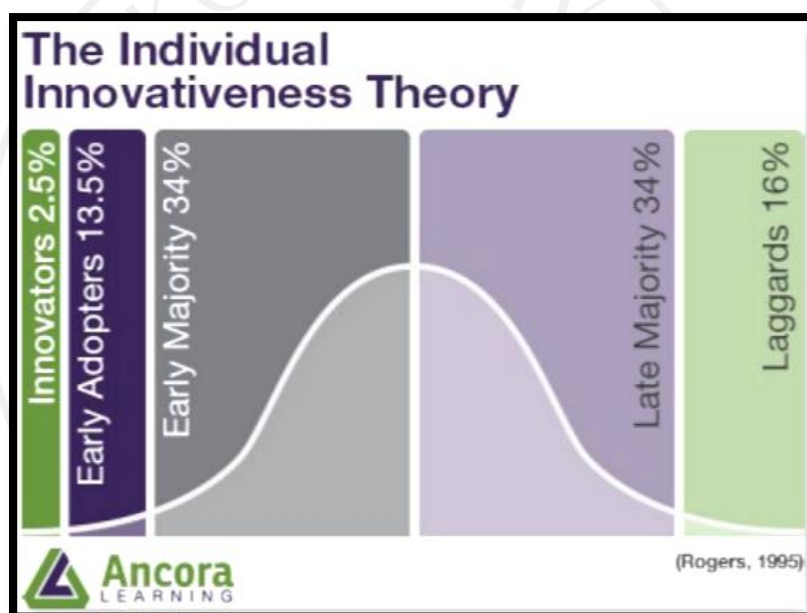 The Individual
Innovativeness Theory
Innovators 2.5%
Early Adopters 13.5%
Early Majority 34%
Late Majority 34%
Laggards 16%
(Rogers, 1995)
Ancora
LEARNING